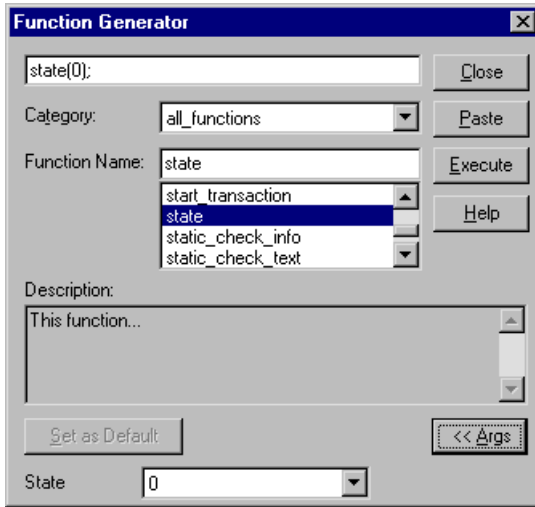 Function Generator
state(0);
Close
Category:
all_functions
Paste
Function Name:
state
Execute
start_transaction
state
static_check_info
static_check_text
Help
Description:
This function...
Set as Default
<< Args
State
0